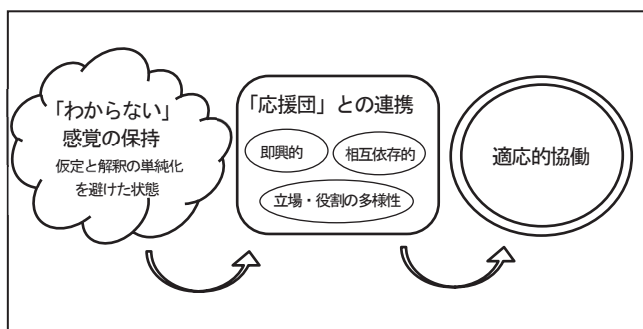 「わからない」
感覚の保持
仮定と解釈の単純化
を避けた状態
「応援団」との連携
即興的
相互依存的
立場・役割の多様性
適応的協働